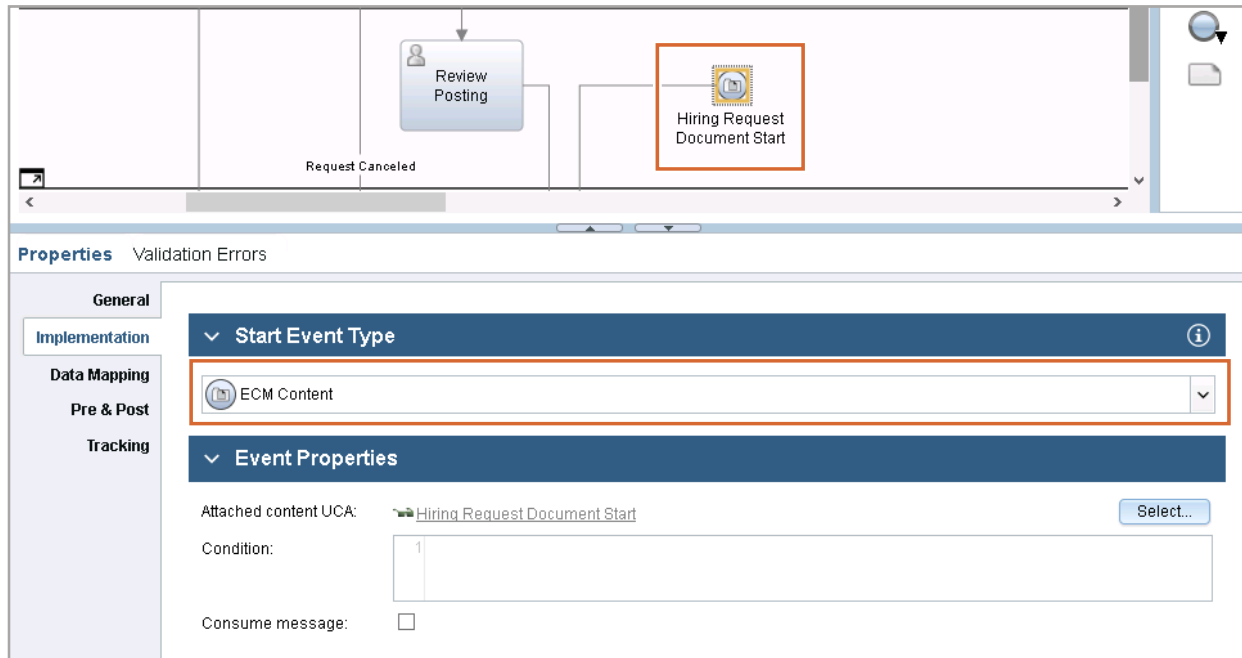 Review
Posting
Hiring Request
Document Start
Request Canceled
Properties Validation Errors
General
Implementation
Data Mapping
Pre & Post
Tracking
Start Event Type
ECM Content
Event Properties
Attached content UCA: Hiring Request Document Start Select...
Condition: 1
Consume message: